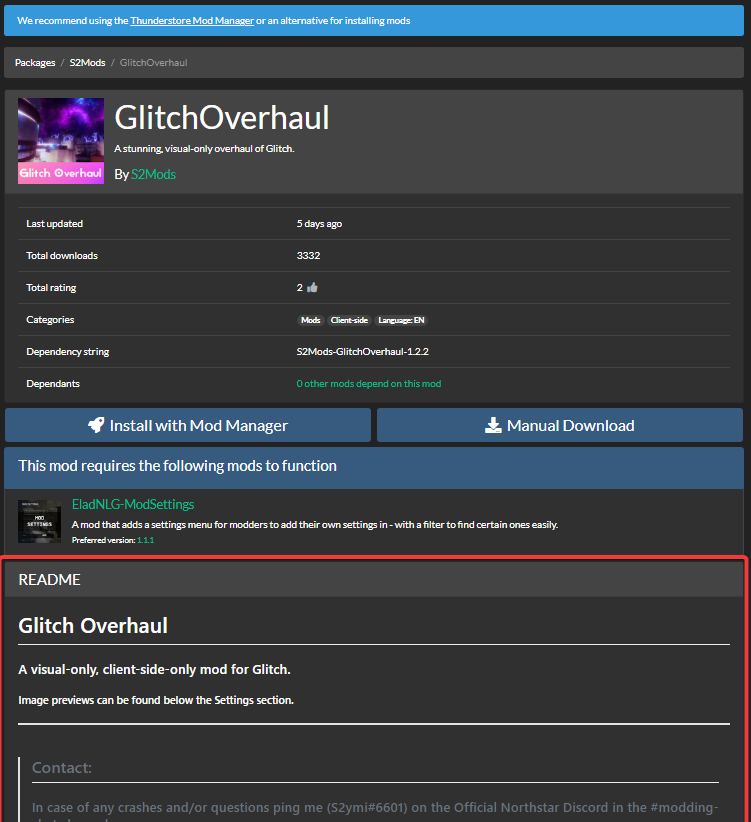 We recommend using the Thunderstore Mod Manager or an alternative for installing mods
Packages / S2Mods / GlitchOverhaul
GlitchOverhaul
A stunning, visual-only overhaul of Glitch.
Glitch Overhaul
By S2Mods
Last updated 5 days ago
Total downloads 3332
Total rating 2
Categories Mods Client-side Language: EN
Dependency string S2Mods-GlitchOverhaul-1.2.2
Dependants 0 other mods depend on this mod
Install with Mod Manager Manual Download
This mod requires the following mods to function
MOD
SETTINGS
EladNLG-ModSettings
A mod that adds a settings menu for modders to add their own settings in - with a filter to find certain ones easily.
Preferred version: 1.1.1
README
Glitch Overhaul
A visual-only, client-side-only mod for Glitch.
Image previews can be found below the Settings section.
Contact:
In case of any crashes and/or questions ping me (S2ymi#6601) on the Official Northstar Discord in the #modding-